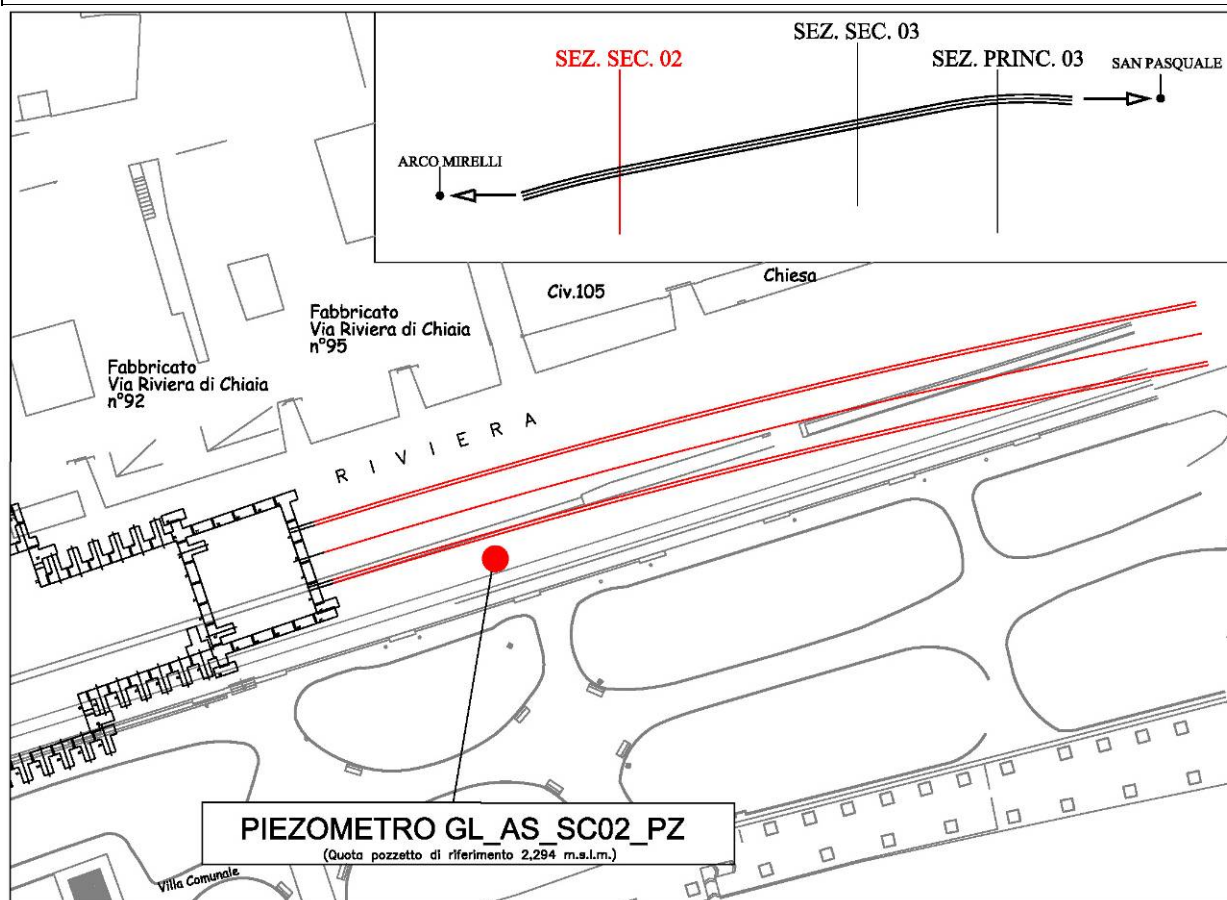 SEZ. SEC. 03
SEZ. SEC. 02
SEZ. PRINC. 03
SAN PASQUALE
ARCO MIRELLI
Chiesa
Civ.105
Fabbricato
Via Riviera di Chiaia
n°95
Fabbricato
Via Riviera di Chiaia
n°92
RIVIERA
PIEZOMETRO GL_AS_SC02_PZ
(Quota pozzetto di riferimento 2,294 m.s.l.m.)
Villa Comunale